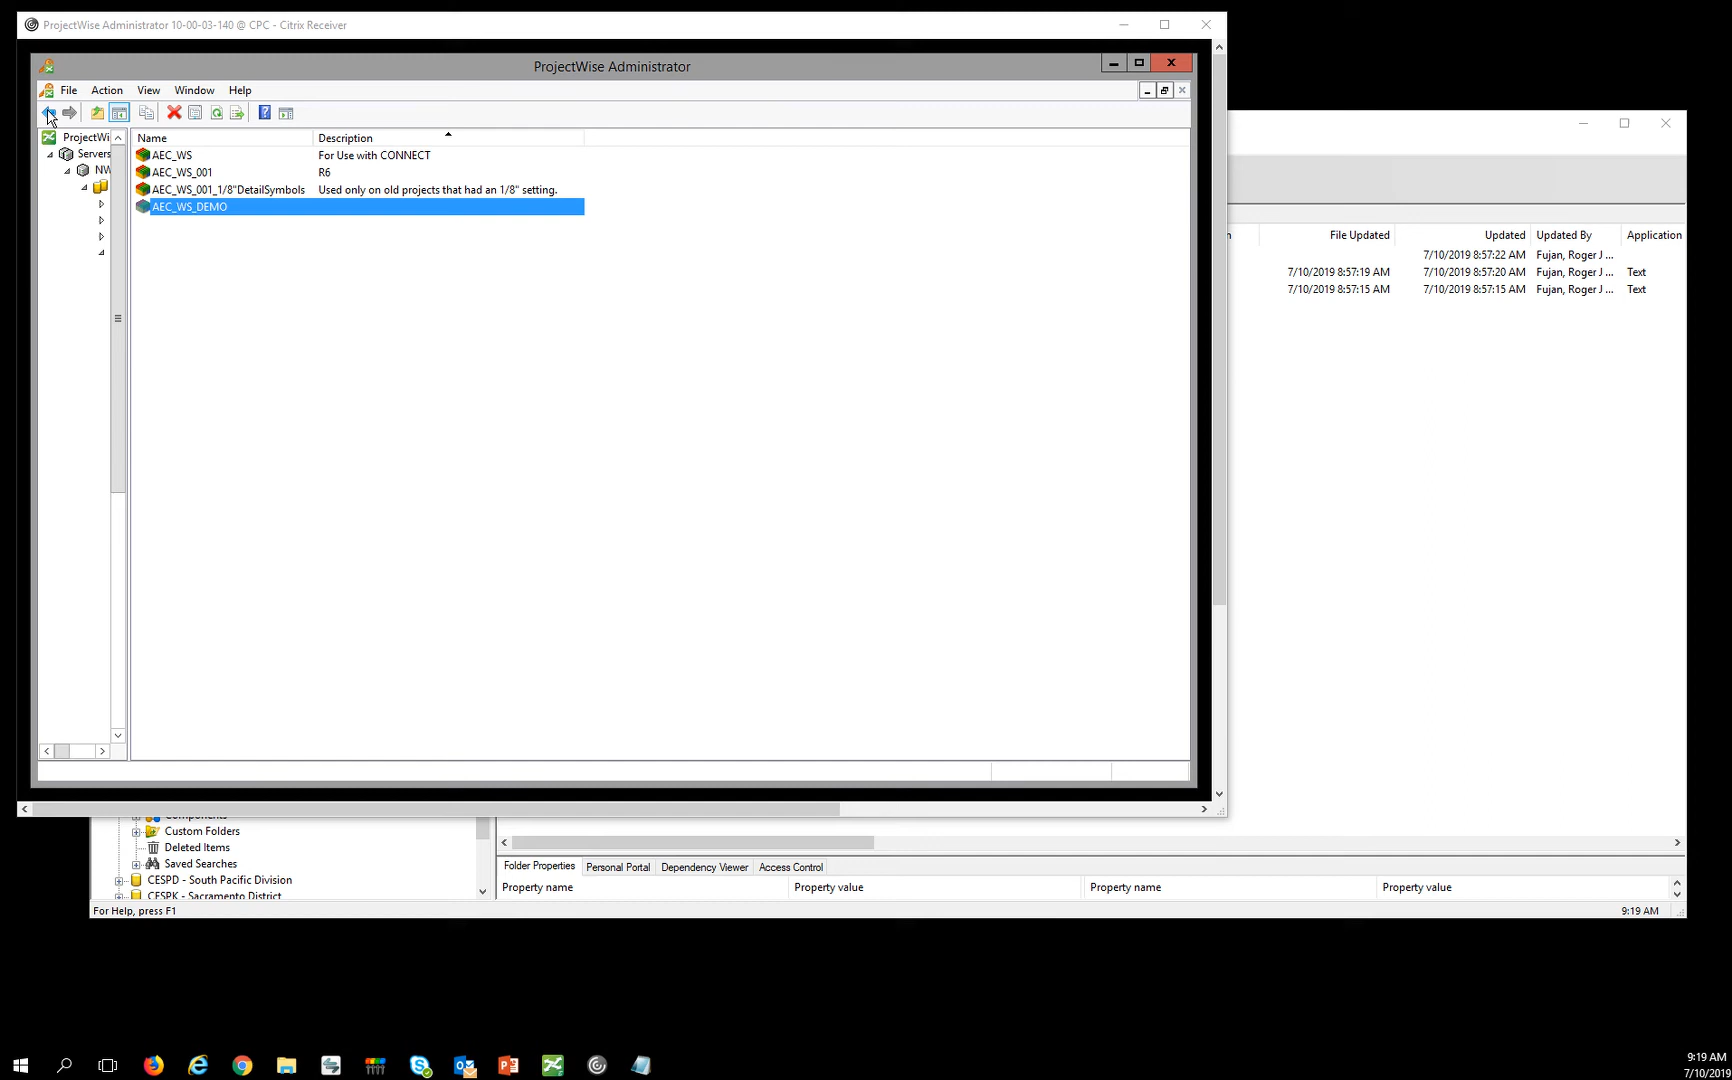 ProjectWise Administrator 10-00-03-140 @ CPC - Citrix Receiver
ProjectWise Administrator
File Action View Window Help
ProjectWi
Servers
NW
Name Description
AEC_WS For Use with CONNECT
AEC_WS_001 R6
AEC_WS_001_1/8"DetailSymbols Used only on old projects that had an 1/8" setting.
AEC_WS_DEMO
n File Updated Updated Updated By Application
7/10/2019 8:57:22 AM Fujan, Roger J ...
7/10/2019 8:57:19 AM 7/10/2019 8:57:20 AM Fujan, Roger J ... Text
7/10/2019 8:57:15 AM 7/10/2019 8:57:15 AM Fujan, Roger J ... Text
Components
Custom Folders
Deleted Items
Saved Searches
CESPD - South Pacific Division
CESPK - Sacramento District
Folder Properties Personal Portal Dependency Viewer Access Control
Property name Property value Property name Property value
For Help, press F1 9:19 AM
9:19 AM
7/10/2019